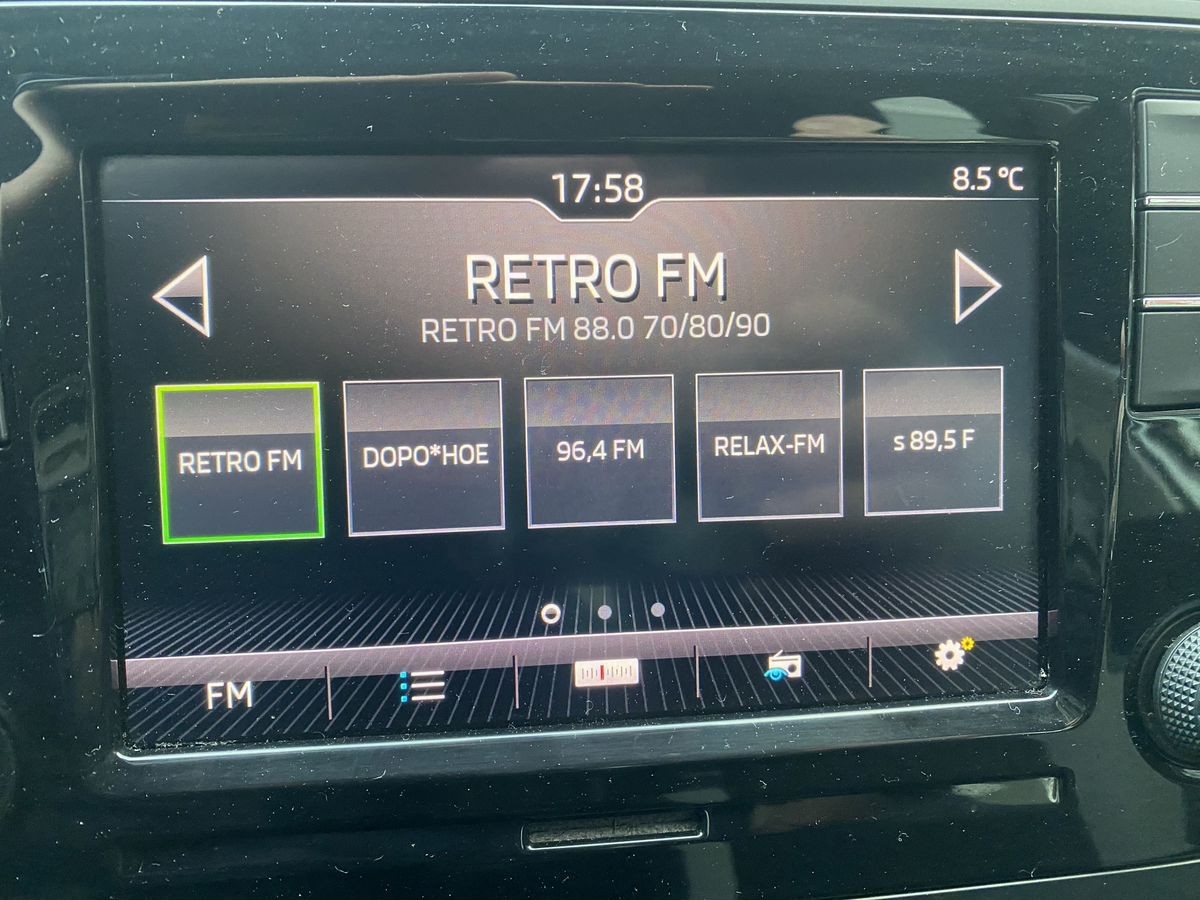 17:58
8.5 °C
RETRO FM
RETRO FM 88.0 70/80/90
RETRO FM
DOPO*HOE
96,4 FM
RELAX-FM
s 89,5 F
FM